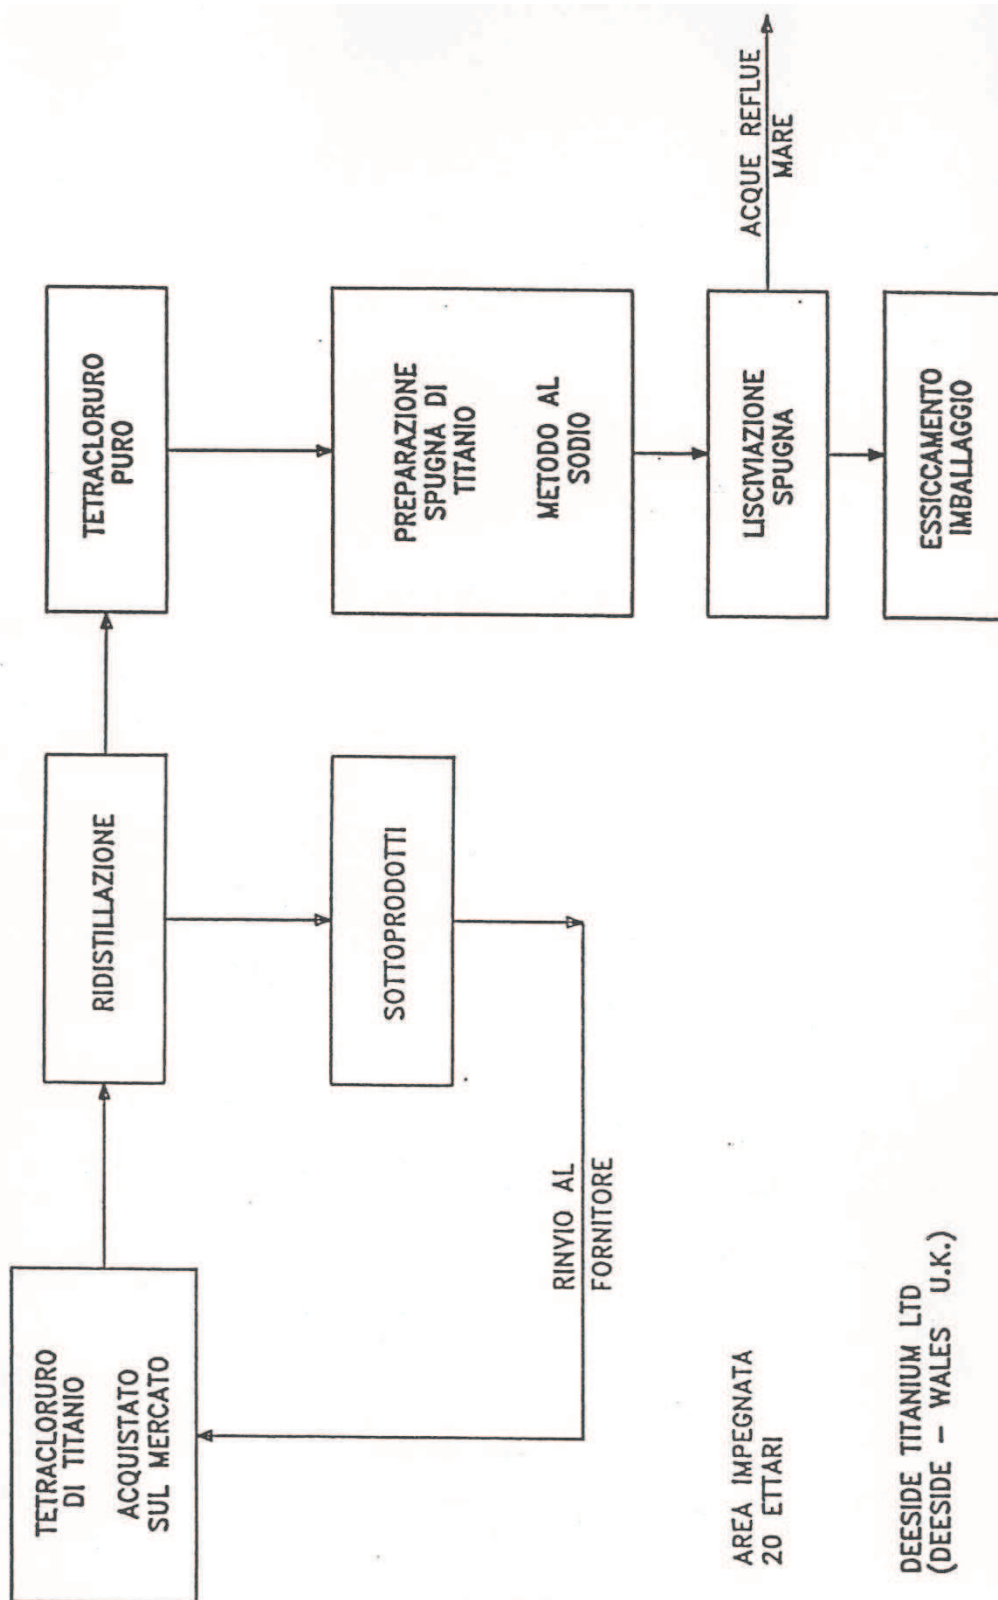 TETRACLORURO
DI TITANIO
ACQUISTATO
SUL MERCATO
RIDISTILLAZIONE
TETRACLORURO
PURO
SOTTOPRODOTTI
RINVIO AL
FORNITORE
PREPARAZIONE
SPUGNA DI
TITANIO
METODO AL
SODIO
LISCIVIAZIONE
SPUGNA
ACQUE REFLUE
MARE
ESSICCAMENTO
IMBALLAGGIO
AREA IMPEGNATA
20 ETTARI
DEESIDE TITANIUM LTD
(DEESIDE – WALES U.K.)